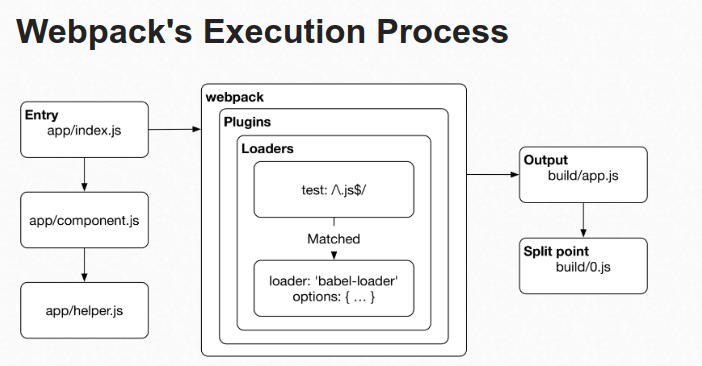 Webpack's Execution Process
Entry
app/index.js
app/component.js
app/helper.js
webpack
Plugins
Loaders
test: /\.js$/
Matched
loader: 'babel-loader'
options: { ... }
Output
build/app.js
Split point
build/0.js